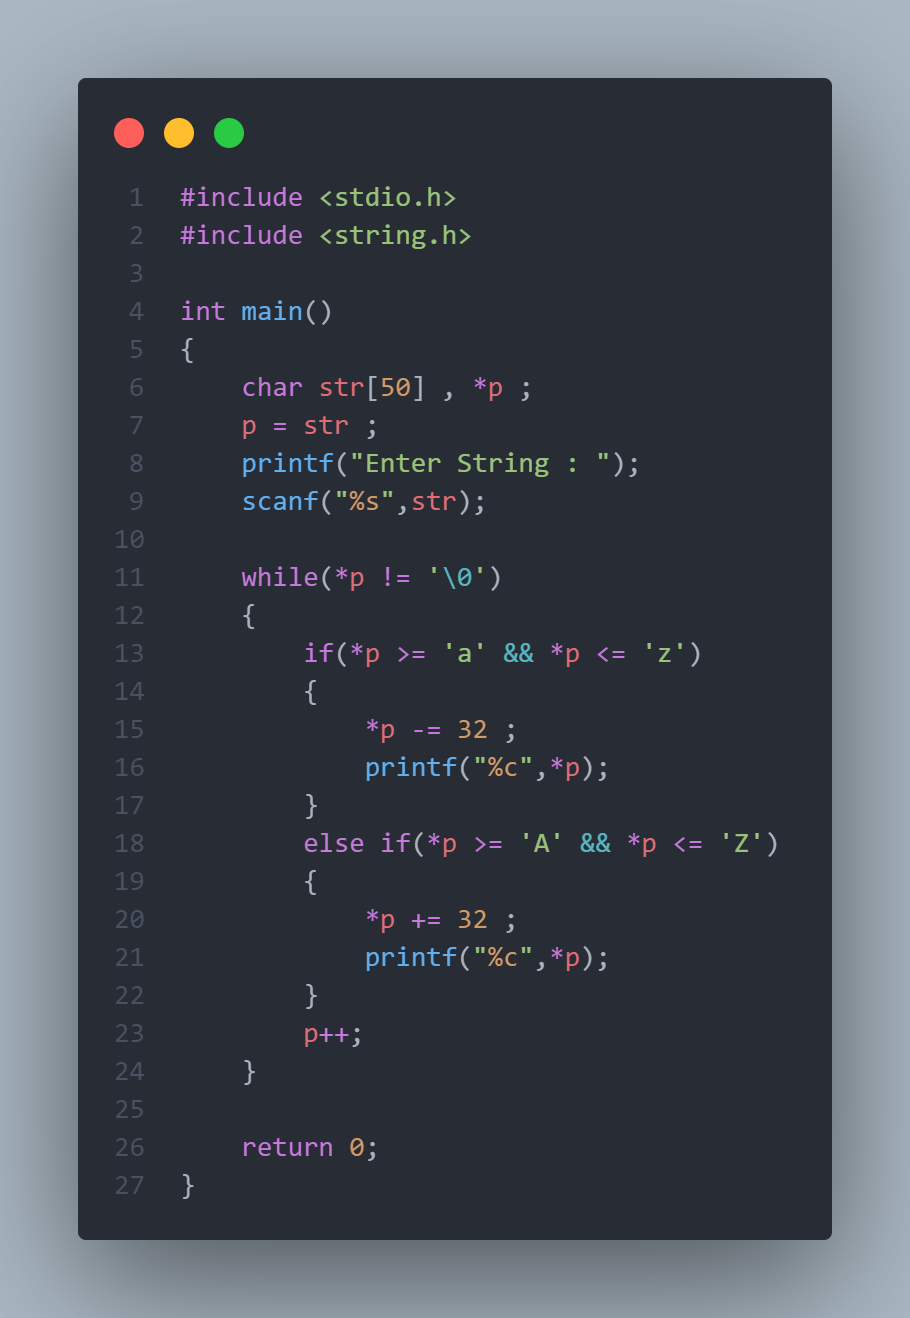 1 #include <stdio.h>
2 #include <string.h>
3
4 int main()
5 {
6     char str[50] , *p ;
7     p = str ;
8     printf("Enter String : ");
9     scanf("%s",str);
10
11     while(*p != '\0')
12     {
13         if(*p >= 'a' && *p <= 'z')
14         {
15             *p -= 32 ;
16             printf("%c",*p);
17         }
18         else if(*p >= 'A' && *p <= 'Z')
19         {
20             *p += 32 ;
21             printf("%c",*p);
22         }
23         p++;
24     }
25
26     return 0;
27 }